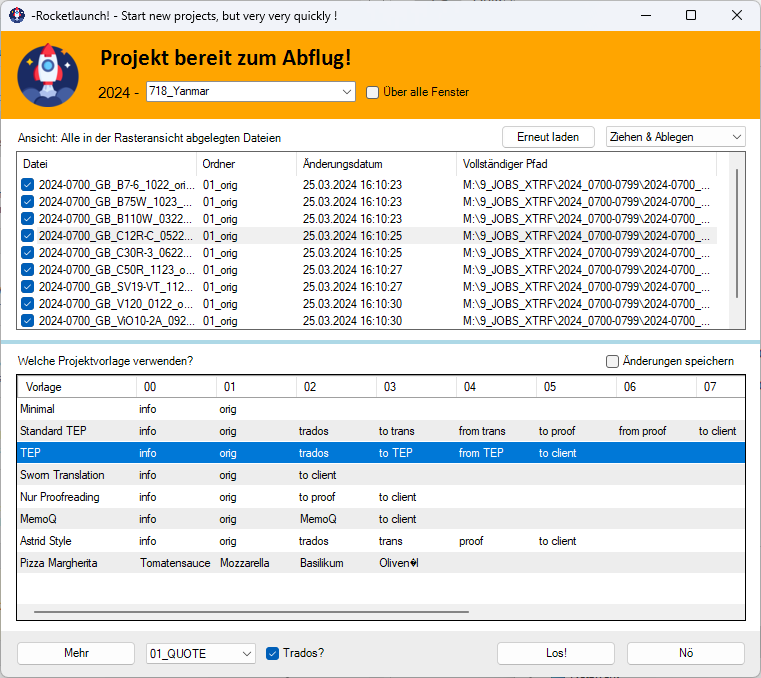 -Rocketlaunch! - Start new projects, but very very quickly !
Projekt bereit zum Abflug!
2024 - 718_Yanmar Über alle Fenster
Ansicht: Alle in der Rasteransicht abgelegten Dateien Erneut laden Ziehen & Ablegen
Datei Ordner Änderungsdatum Vollständiger Pfad
2024-0700_GB_B7-6_1022_ori... 01_orig 25.03.2024 16:10:23 M:\9_JOBS_XTRF\2024_0700-0799\2024-0700_...
2024-0700_GB_B75W_1023_... 01_orig 25.03.2024 16:10:23 M:\9_JOBS_XTRF\2024_0700-0799\2024-0700_...
2024-0700_GB_B110W_0322... 01_orig 25.03.2024 16:10:23 M:\9_JOBS_XTRF\2024_0700-0799\2024-0700_...
2024-0700_GB_C12R-C_0522... 01_orig 25.03.2024 16:10:25 M:\9_JOBS_XTRF\2024_0700-0799\2024-0700_...
2024-0700_GB_C30R-3_0622... 01_orig 25.03.2024 16:10:25 M:\9_JOBS_XTRF\2024_0700-0799\2024-0700_...
2024-0700_GB_C50R_1123_o... 01_orig 25.03.2024 16:10:27 M:\9_JOBS_XTRF\2024_0700-0799\2024-0700_...
2024-0700_GB_SV19-VT_112... 01_orig 25.03.2024 16:10:27 M:\9_JOBS_XTRF\2024_0700-0799\2024-0700_...
2024-0700_GB_V120_0122_o... 01_orig 25.03.2024 16:10:30 M:\9_JOBS_XTRF\2024_0700-0799\2024-0700_...
2024-0700_GB_ViO10-2A_092... 01_orig 25.03.2024 16:10:30 M:\9_JOBS_XTRF\2024_0700-0799\2024-0700_...
Welche Projektvorlage verwenden? Änderungen speichern
Vorlage 00 01 02 03 04 05 06 07
Minimal info orig
Standard TEP info orig trados to trans from trans to proof from proof to client
TEP info orig trados to TEP from TEP to client
Sworn Translation info orig to client
Nur Proofreading info orig to proof to client
MemoQ info orig MemoQ to client
Astrid Style info orig trados trans proof to client
Pizza Margherita Tomatensauce Mozzarella Basilikum Oliven�l
Mehr 01_QUOTE Trados? Los! Nö